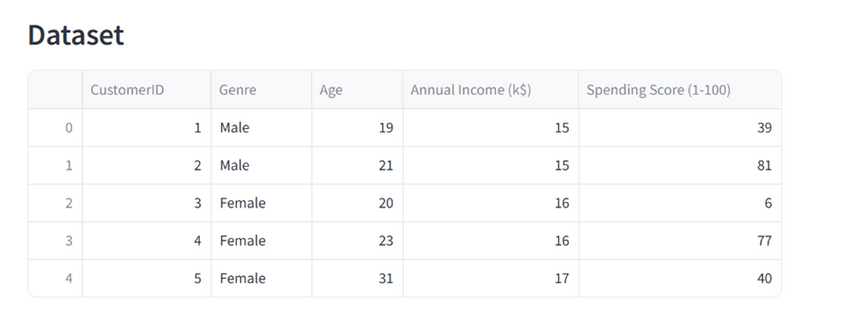 Dataset
CustomerID Genre Age Annual Income (k$) Spending Score (1-100)
0 1 Male 19 15 39
1 2 Male 21 15 81
2 3 Female 20 16 6
3 4 Female 23 16 77
4 5 Female 31 17 40